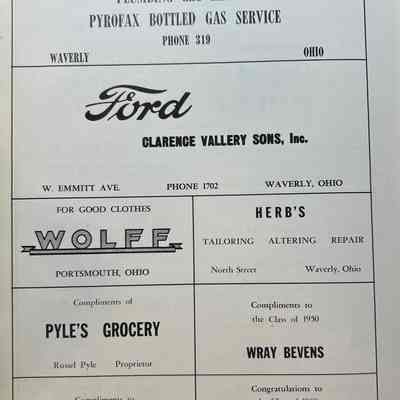 PYROFAX BOTTLED GAS SERVICE
PHONE 319
WAVERLY OHIO
Ford
CLARENCE VALLERY SONS, Inc.
W. EMMITT AVE. PHONE 1702 WAVERLY, OHIO
FOR GOOD CLOTHES
WOLFF
PORTSMOUTH, OHIO
HERB'S
TAILORING ALTERING REPAIR
North Street Waverly, Ohio
Compliments of
PYLE'S GROCERY
Russel Pyle Proprietor
Compliments to
the Class of 1950
WRAY BEVENS
Compliments to
Congratulations to